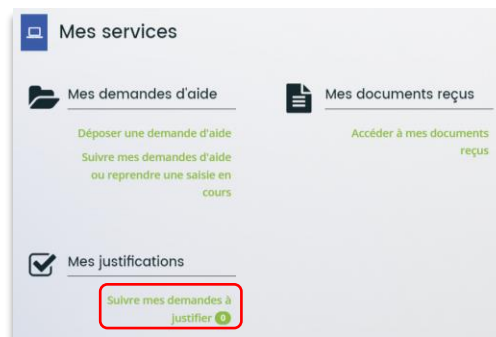 Mes services
Mes demandes d'aide
Déposer une demande d'aide
Suivre mes demandes d'aide
ou reprendre une saisie en
cours
Mes documents reçus
Accéder à mes documents
reçus
Mes justifications
Suivre mes demandes à
justifier 0